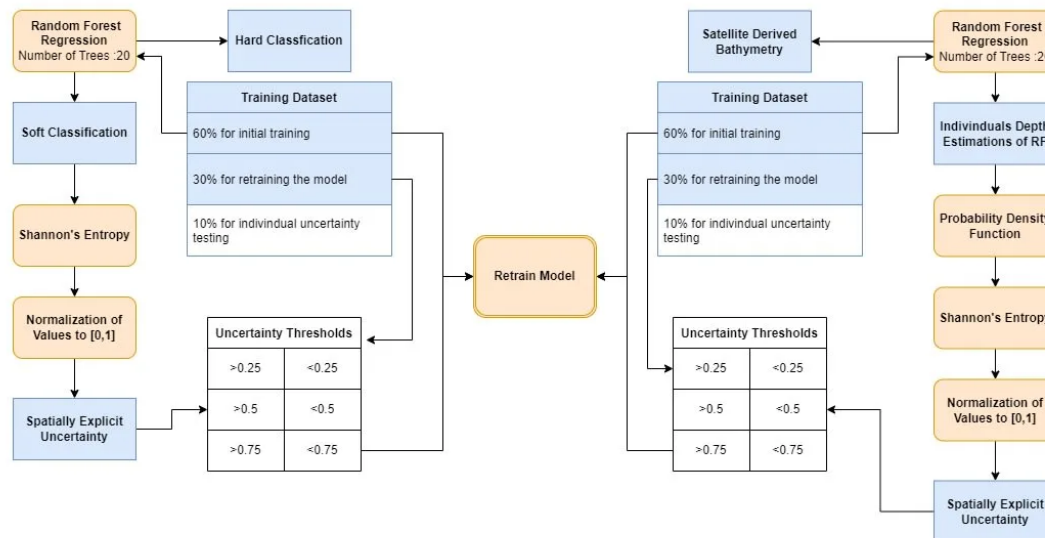 Random Forest
Regression
Number of Trees :20
Hard Classfication
Soft Classification
Shannon's Entropy
Normalization of
Values to [0,1]
Spatially Explicit
Uncertainty
Training Dataset
60% for initial training
30% for retraining the model
10% for indivindual uncertainty
testing
Uncertainty Thresholds
>0.25 <0.25
>0.5 <0.5
>0.75 <0.75
Retrain Model
Satellite Derived
Bathymetry
Training Dataset
60% for initial training
30% for retraining the model
10% for indivindual uncertainty
testing
Uncertainty Thresholds
>0.25 <0.25
>0.5 <0.5
>0.75 <0.75
Random Forest
Regression
Number of Trees :20
Indivinduals Depth
Estimations of RF
Probability Density
Function
Shannon's Entropy
Normalization of
Values to [0,1]
Spatially Explicit
Uncertainty